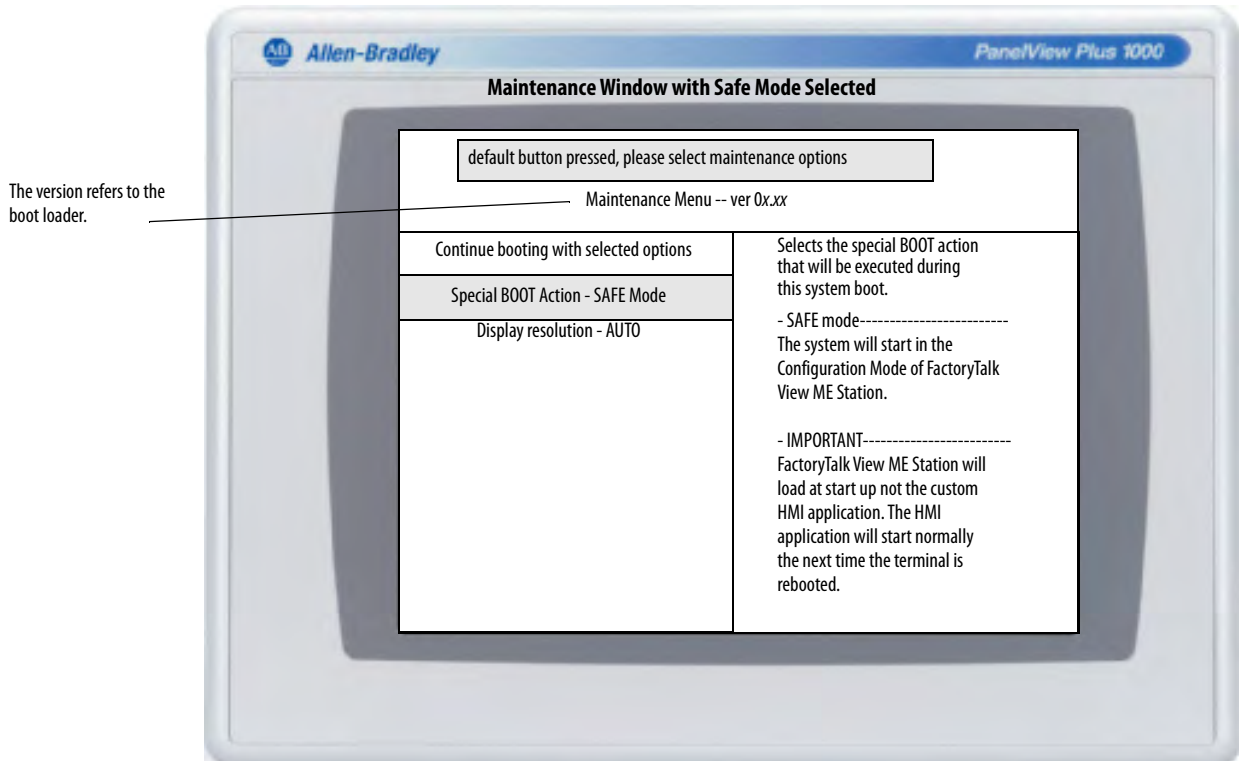 AB Allen-Bradley
PanelView Plus 1000
Maintenance Window with Safe Mode Selected
default button pressed, please select maintenance options
The version refers to the
boot loader.
Maintenance Menu -- ver 0x.xx
Continue booting with selected options
Special BOOT Action - SAFE Mode
Display resolution - AUTO
Selects the special BOOT action
that will be executed during
this system boot.
- SAFE mode-------------------------
The system will start in the
Configuration Mode of FactoryTalk
View ME Station.
- IMPORTANT-------------------------
FactoryTalk View ME Station will
load at start up not the custom
HMI application. The HMI
application will start normally
the next time the terminal is
rebooted.